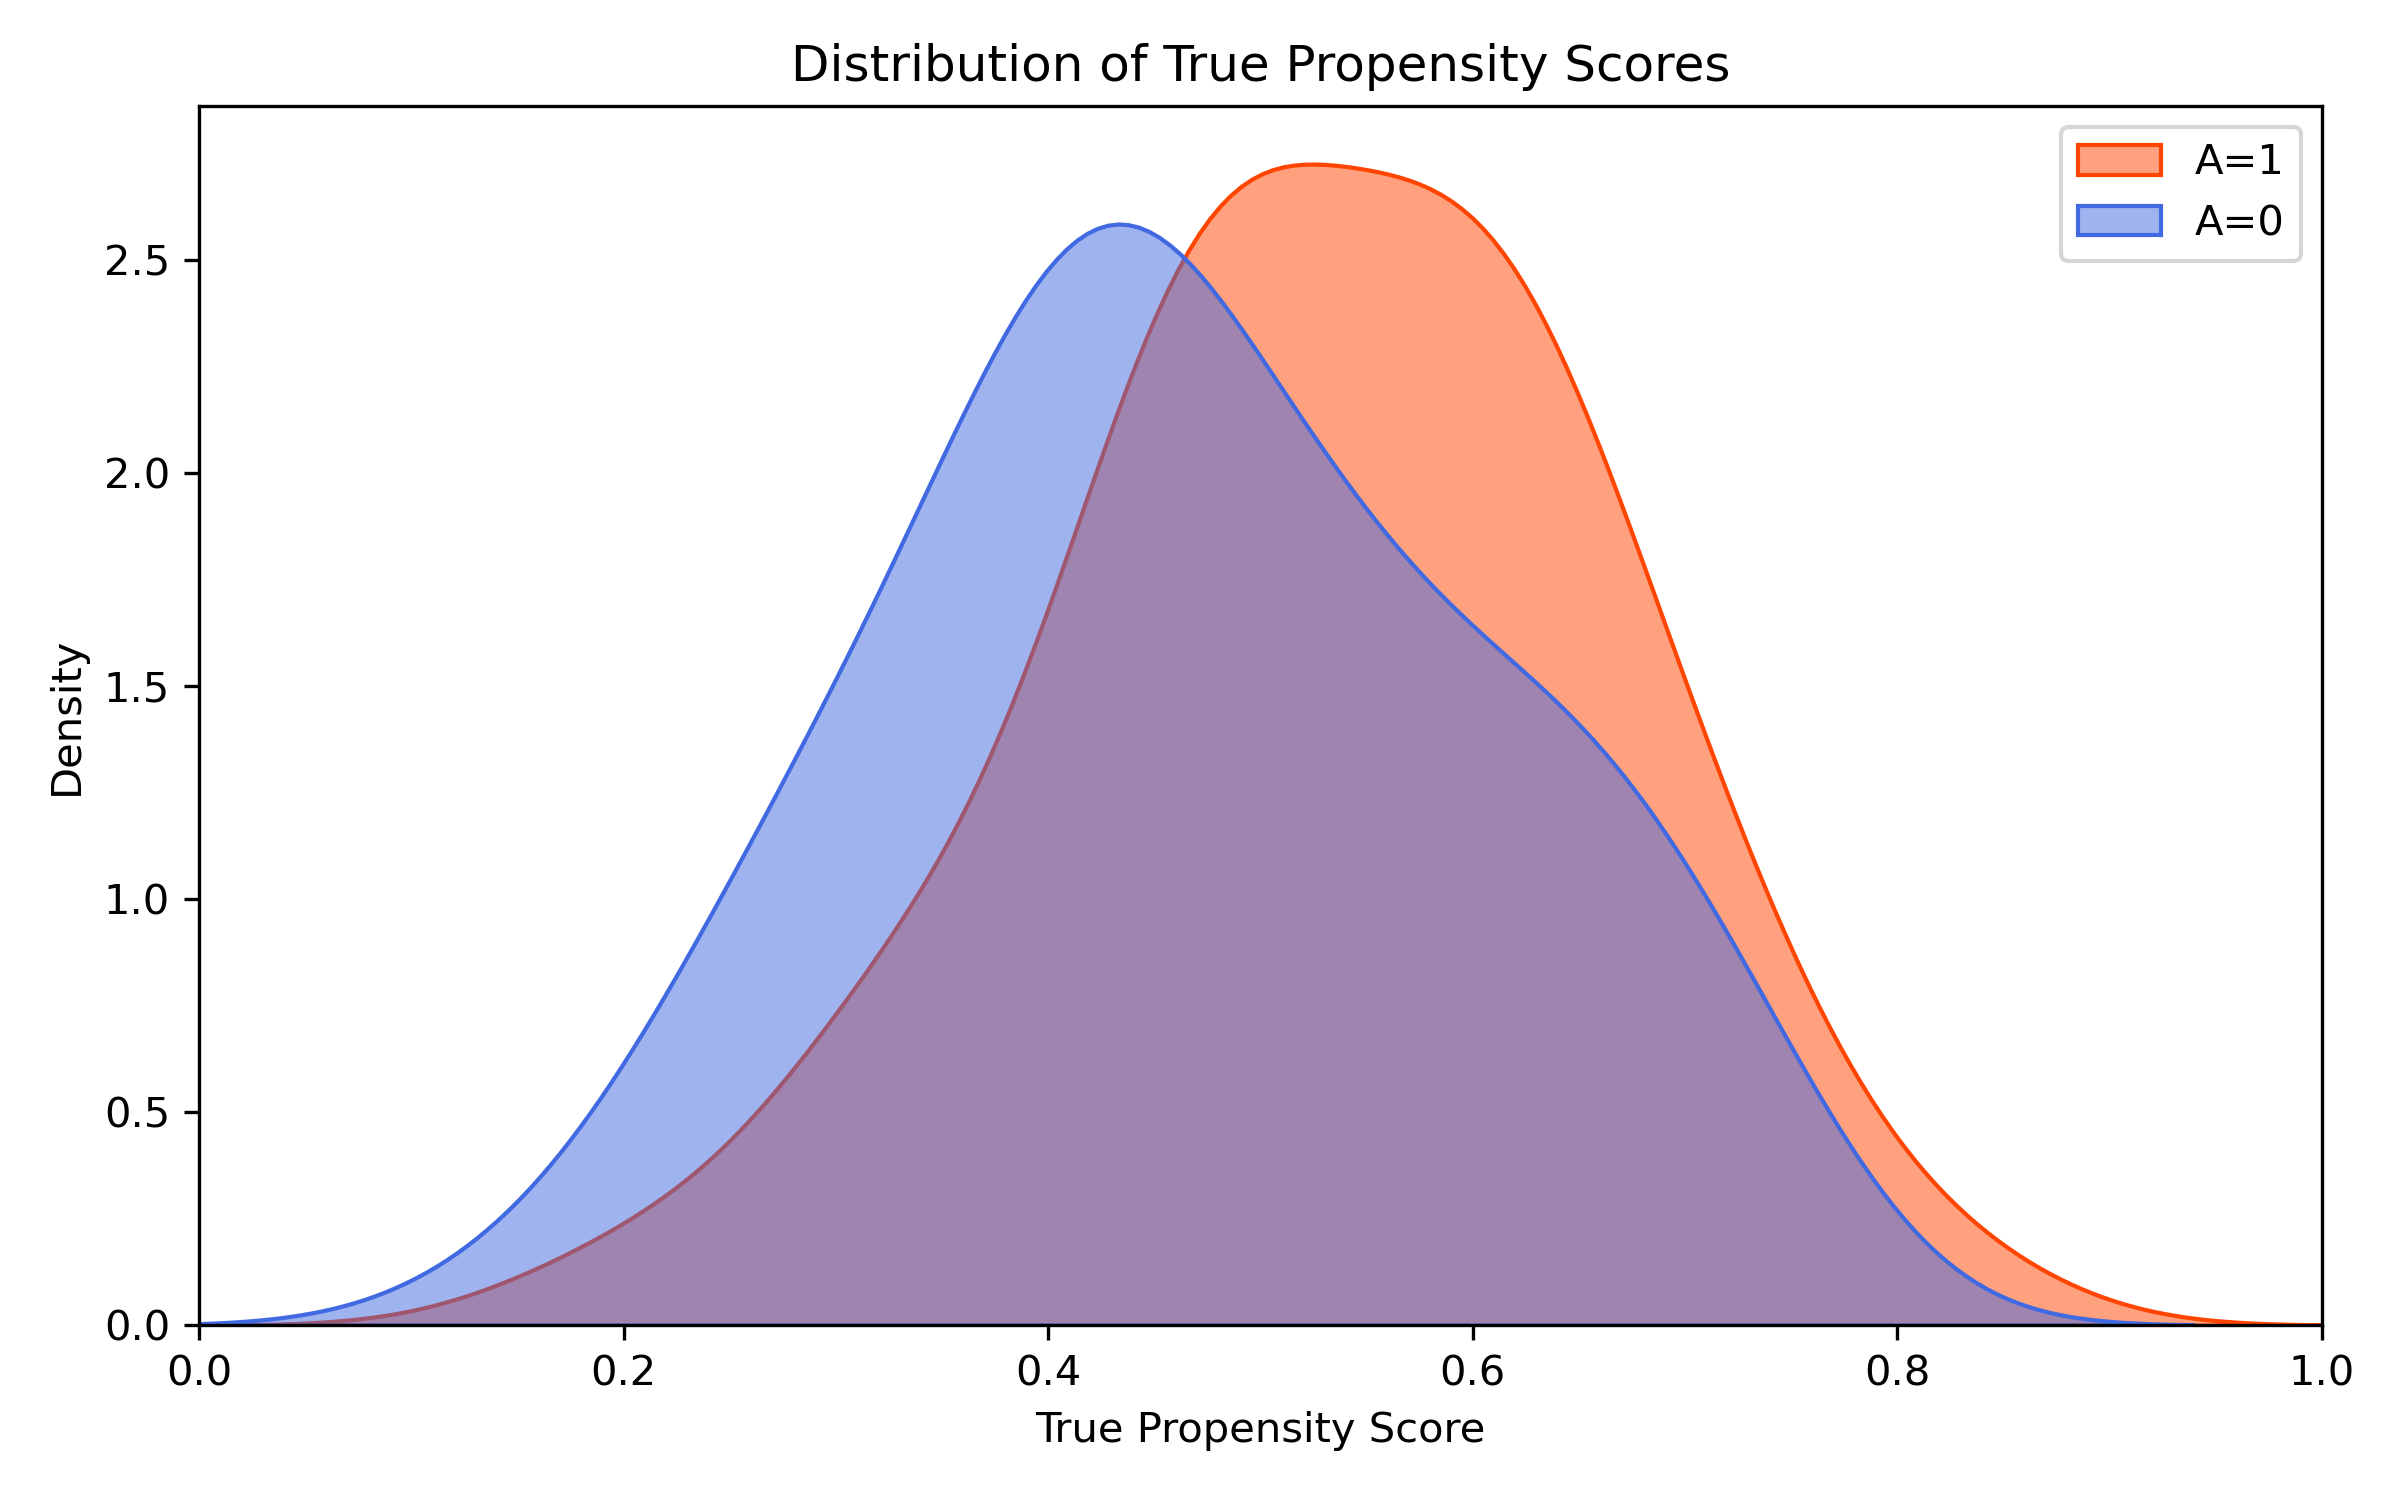 Distribution of True Propensity Scores
A=1
A=0
2.5
2.0
1.5
1.0
0.5
0.0
Density
0.0 0.2 0.4 0.6 0.8 1.0
True Propensity Score